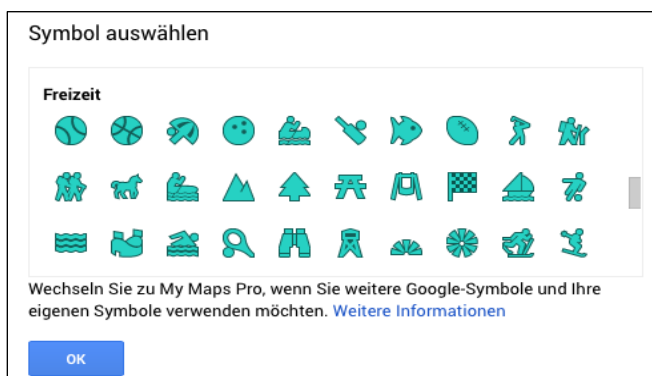 Symbol auswählen
Freizeit
Wechseln Sie zu My Maps Pro, wenn Sie weitere Google-Symbole und Ihre
eigenen Symbole verwenden möchten. Weitere Informationen
OK